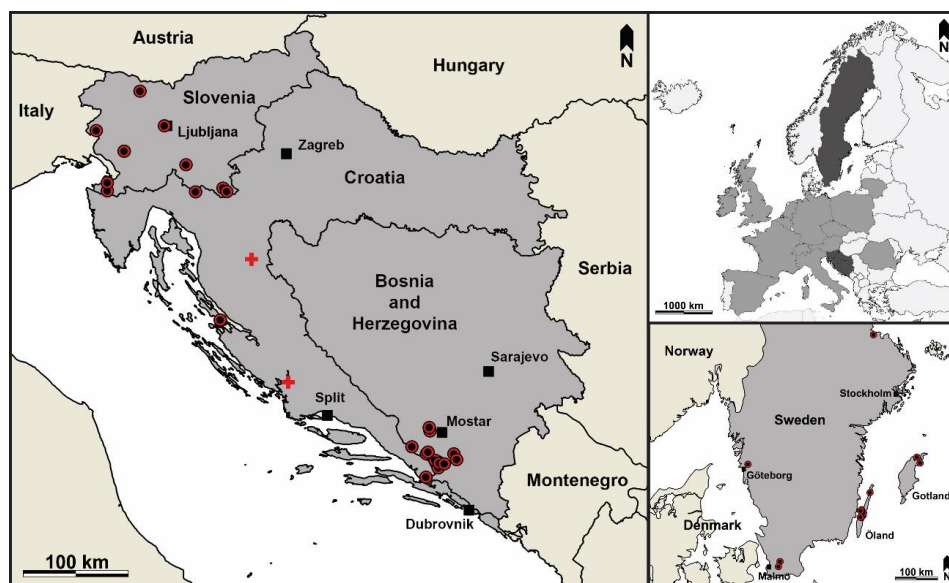 Austria
Hungary
N
Slovenia
Italy
Ljubljana
Zagreb
Croatia
Serbia
Bosnia
and
Herzegovina
Sarajevo
Split
Mostar
Montenegro
Dubrovnik
100 km
N
1000 km
Norway
Stockholm
Sweden
Göteborg
Gotland
Denmark
Öland
Malmö
100 km
N